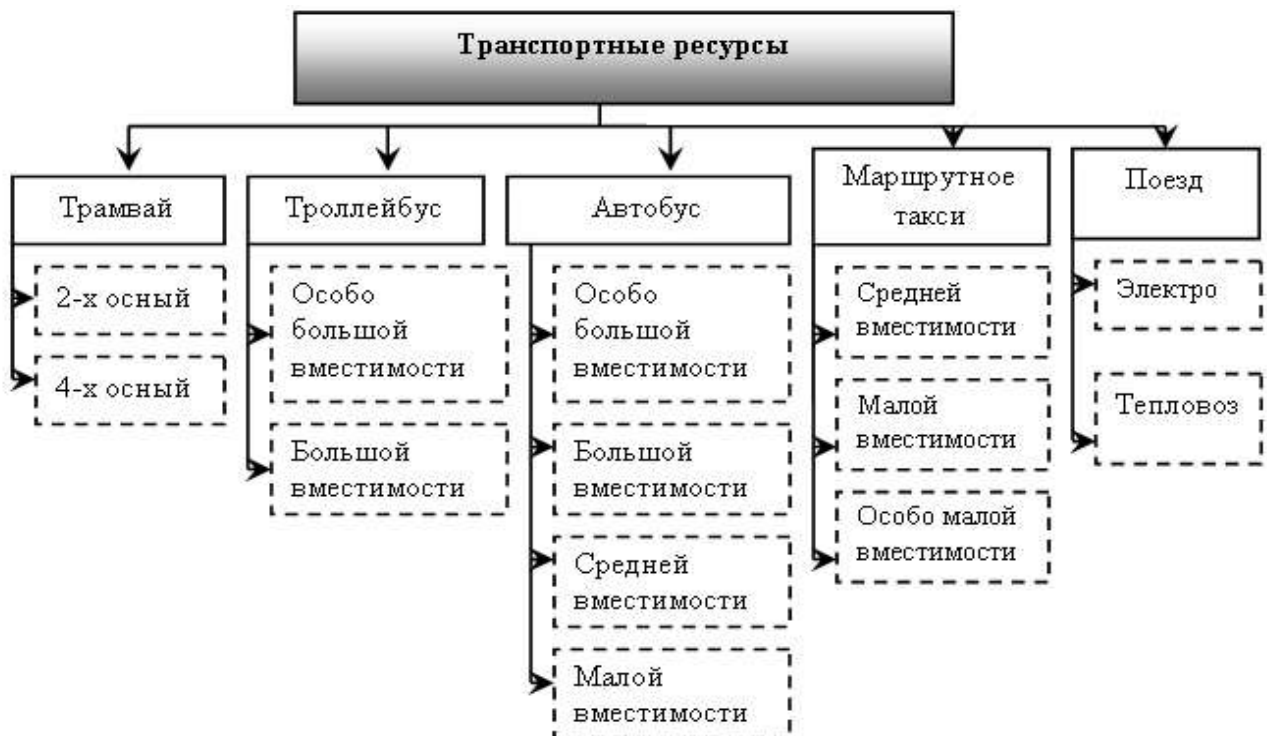 Транспортные ресурсы
Трамвай
2-х осный
4-х осный
Троллейбус
Особо
большой
вместимости
Большой
вместимости
Автобус
Особо
большой
вместимости
Большой
вместимости
Средней
вместимости
Малой
вместимости
Маршрутное
такси
Средней
вместимости
Малой
вместимости
Особо малой
вместимости
Поезд
Электро
Тепловоз